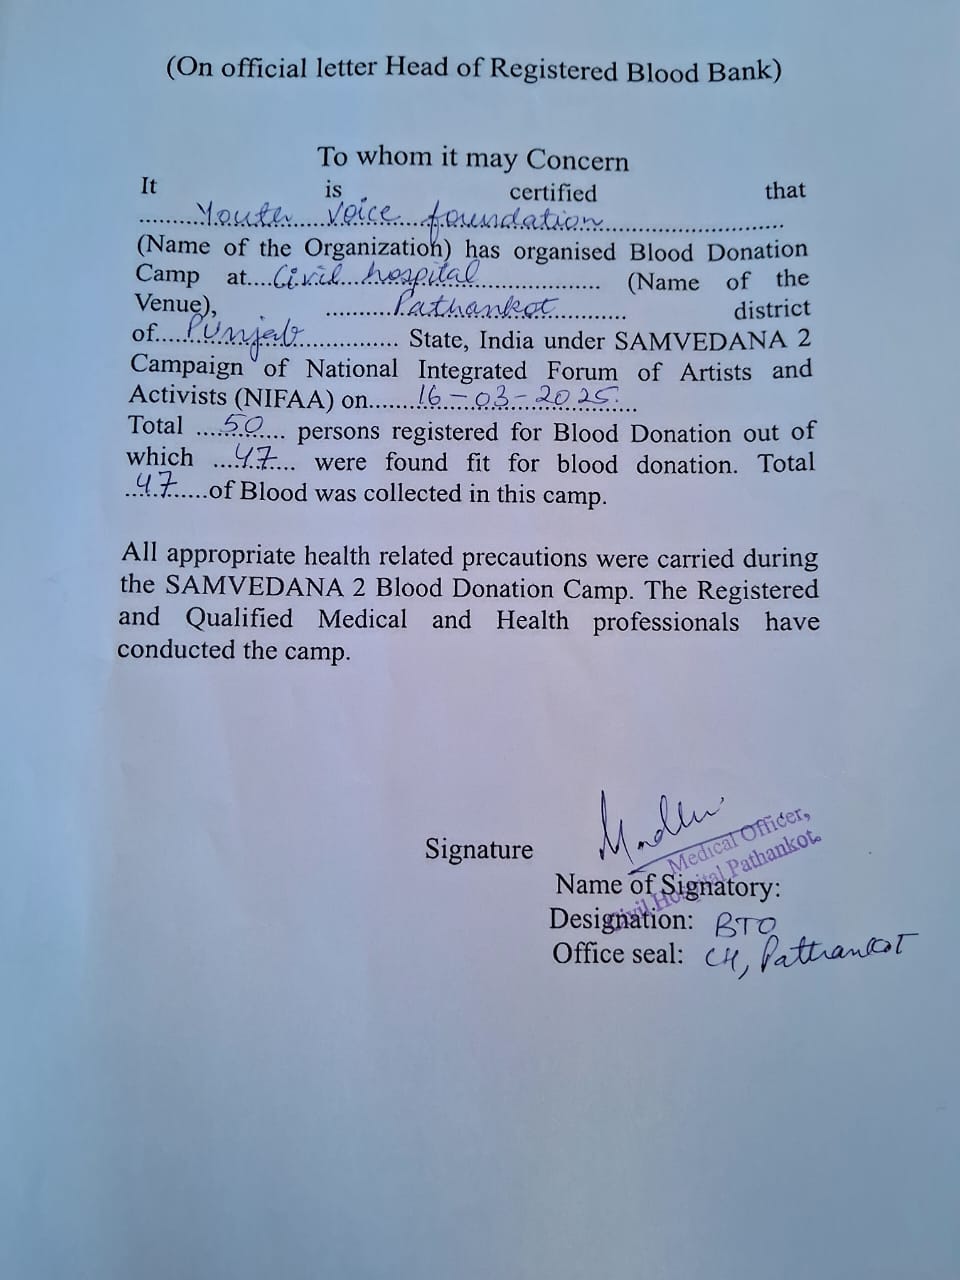 (On official letter Head of Registered Blood Bank)
To whom it may Concern
It is certified that
.........Youth Voice foundation..............................
(Name of the Organization) has organised Blood Donation
Camp at....Civil hospital.................. (Name of the
Venue), ..........Pathankot........... district
of.....Punjab............... State, India under SAMVEDANA 2
Campaign of National Integrated Forum of Artists and
Activists (NIFAA) on.......16-03-2025...
Total .....50..... persons registered for Blood Donation out of
which ....47.... were found fit for blood donation. Total
...47.....of Blood was collected in this camp.
All appropriate health related precautions were carried during
the SAMVEDANA 2 Blood Donation Camp. The Registered
and Qualified Medical and Health professionals have
conducted the camp.
Signature
Medical Officer,
Civil Hospital Pathankot.
Name of Signatory:
Designation: BTO
Office seal: CH, Pathankot